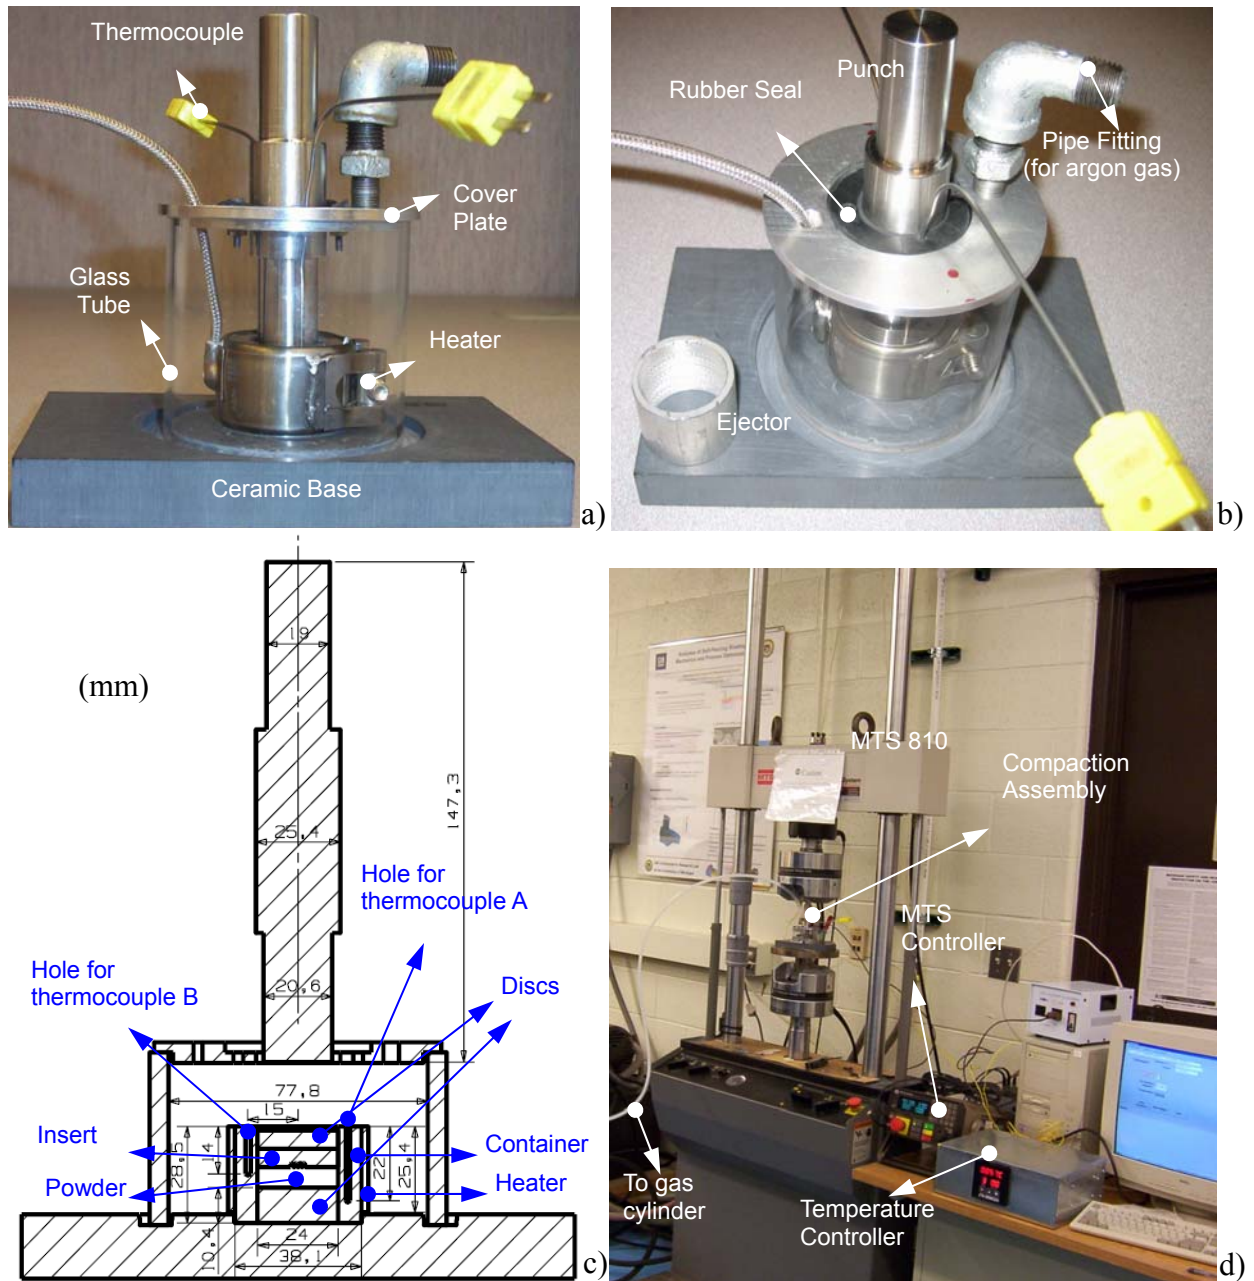 Thermocouple
Cover
Plate
Glass
Tube
Heater
Ceramic Base
a)
Punch
Rubber Seal
Pipe Fitting
(for argon gas)
Ejector
b)
(mm)
19
147,3
25,4
Hole for
thermocouple A
Hole for
thermocouple B
20,6
Discs
77,8
15
Insert
28,5
14
22
25,4
Container
Powder
Heater
10,4
24
38,1
c)
MTS 810
Compaction
Assembly
MTS
Controller
To gas
cylinder
Temperature
Controller
d)